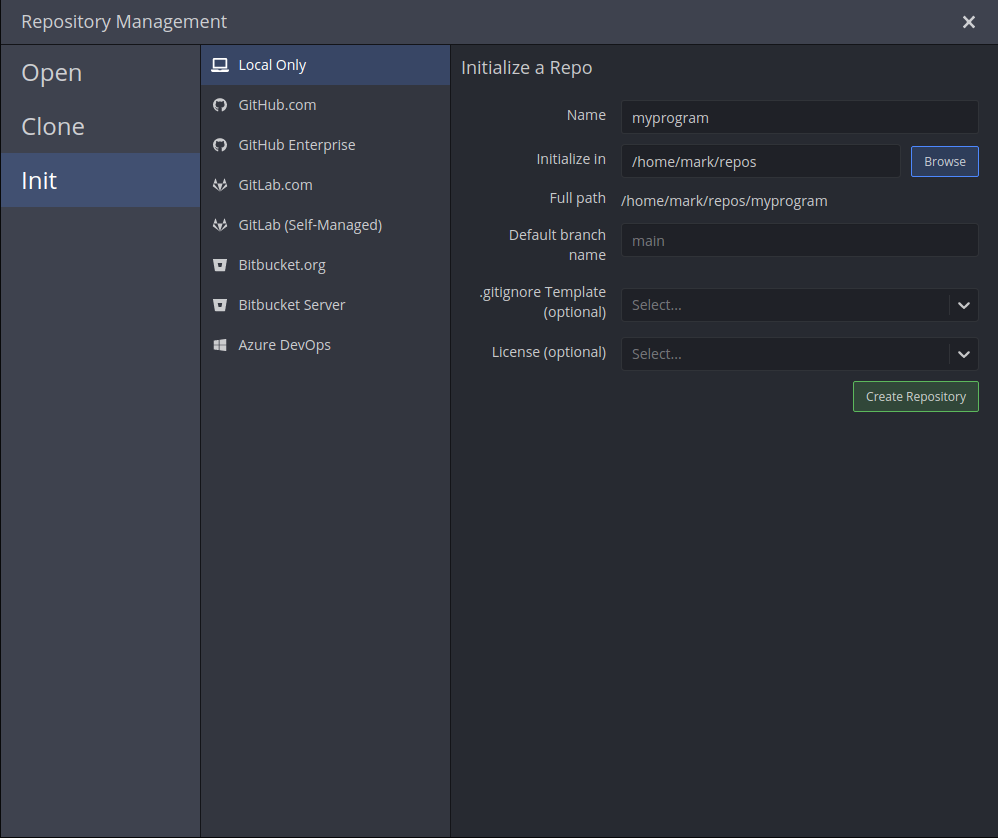 Repository Management
Open
Clone
Init
Local Only
GitHub.com
GitHub Enterprise
GitLab.com
GitLab (Self-Managed)
Bitbucket.org
Bitbucket Server
Azure DevOps
Initialize a Repo
Name
myprogram
Initialize in
/home/mark/repos
Browse
Full path
/home/mark/repos/myprogram
Default branch
name
main
.gitignore Template
(optional)
Select...
License (optional)
Select...
Create Repository